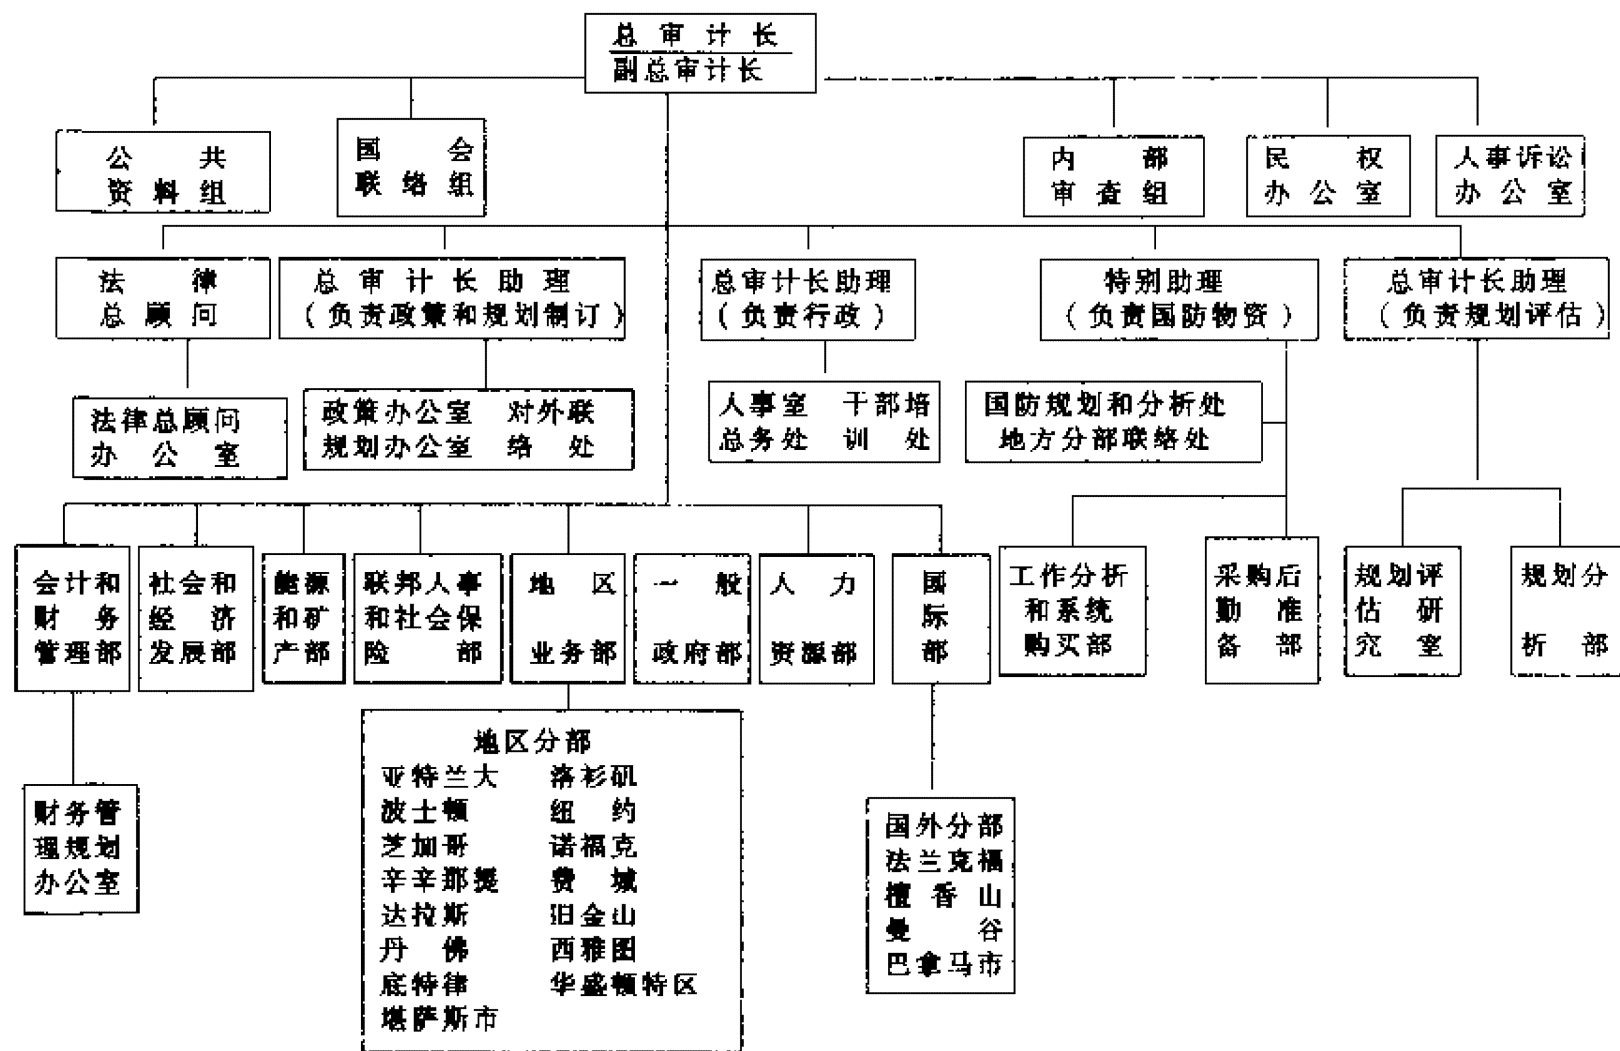 总审计长
副总审计长
公共
资料组
国会
联络组
内部
审查组
民权
办公室
人事诉讼
办公室
法律
总顾问
总审计长助理
(负责政策和规划制订)
总审计长助理
(负责行政)
特别助理
(负责国防物资)
总审计长助理
(负责规划评估)
法律总顾问
办公室
政策办公室 对外联
规划办公室 络处
人事室 干部培
总务处 训处
国防规划和分析处
地方分部联络处
会计和
财务
管理部
社会和
经济
发展部
能源
和矿
产部
联邦人事
和社会保
险部
地区
业务部
一般
政府部
人力
资源部
国
际
部
工作分析
和系统
购买部
采购后
勤准
备部
规划评
估研
究室
规划分
析部
财务管
理规划
办公室
地区分部
亚特兰大 洛杉矶
波士顿 纽约
芝加哥 诺福克
辛辛那提 费城
达拉斯 旧金山
丹佛 西雅图
底特律 华盛顿特区
堪萨斯市
国外分部
法兰克福
檀香山
曼谷
巴拿马市